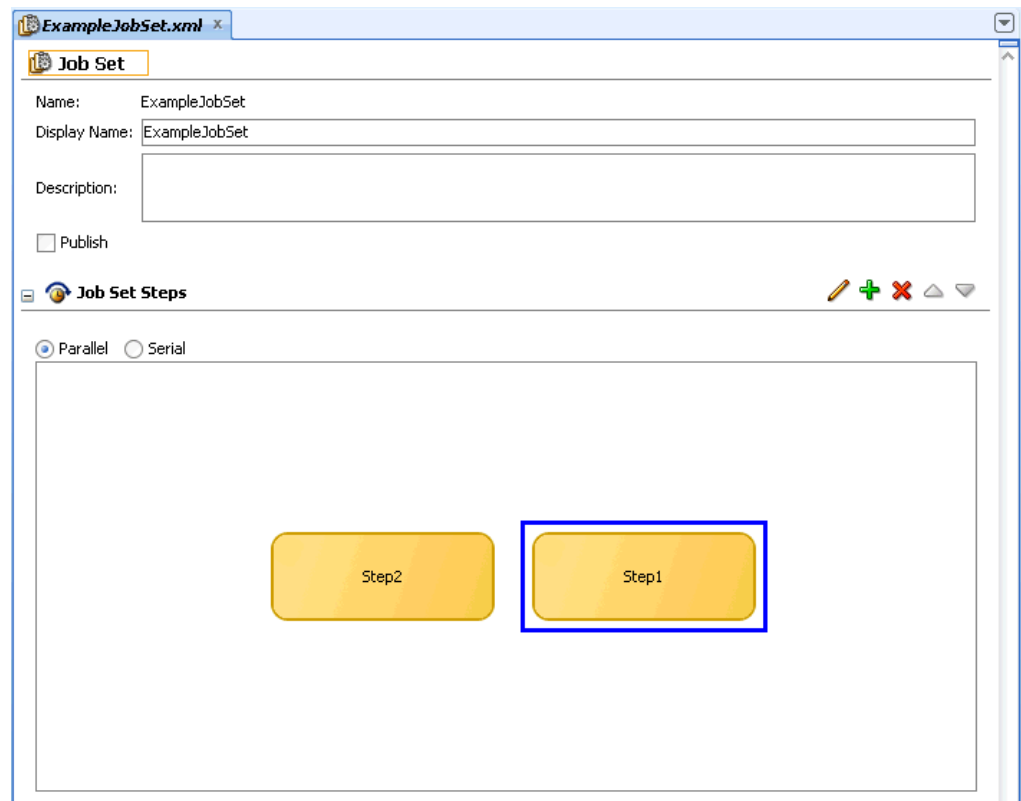 ExampleJobSet.xml x
Job Set
Name: ExampleJobSet
Display Name: ExampleJobSet
Description:
Publish
Job Set Steps
Parallel Serial
Step2 Step1